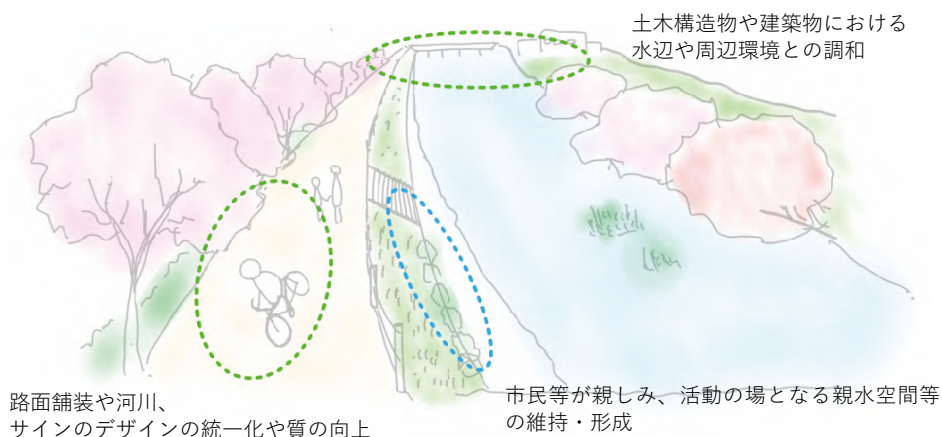 土木構造物や建築物における
水辺や周辺環境との調和
路面舗装や河川、
サインのデザインの統一化や質の向上
市民等が親しみ、活動の場となる親水空間等
の維持・形成